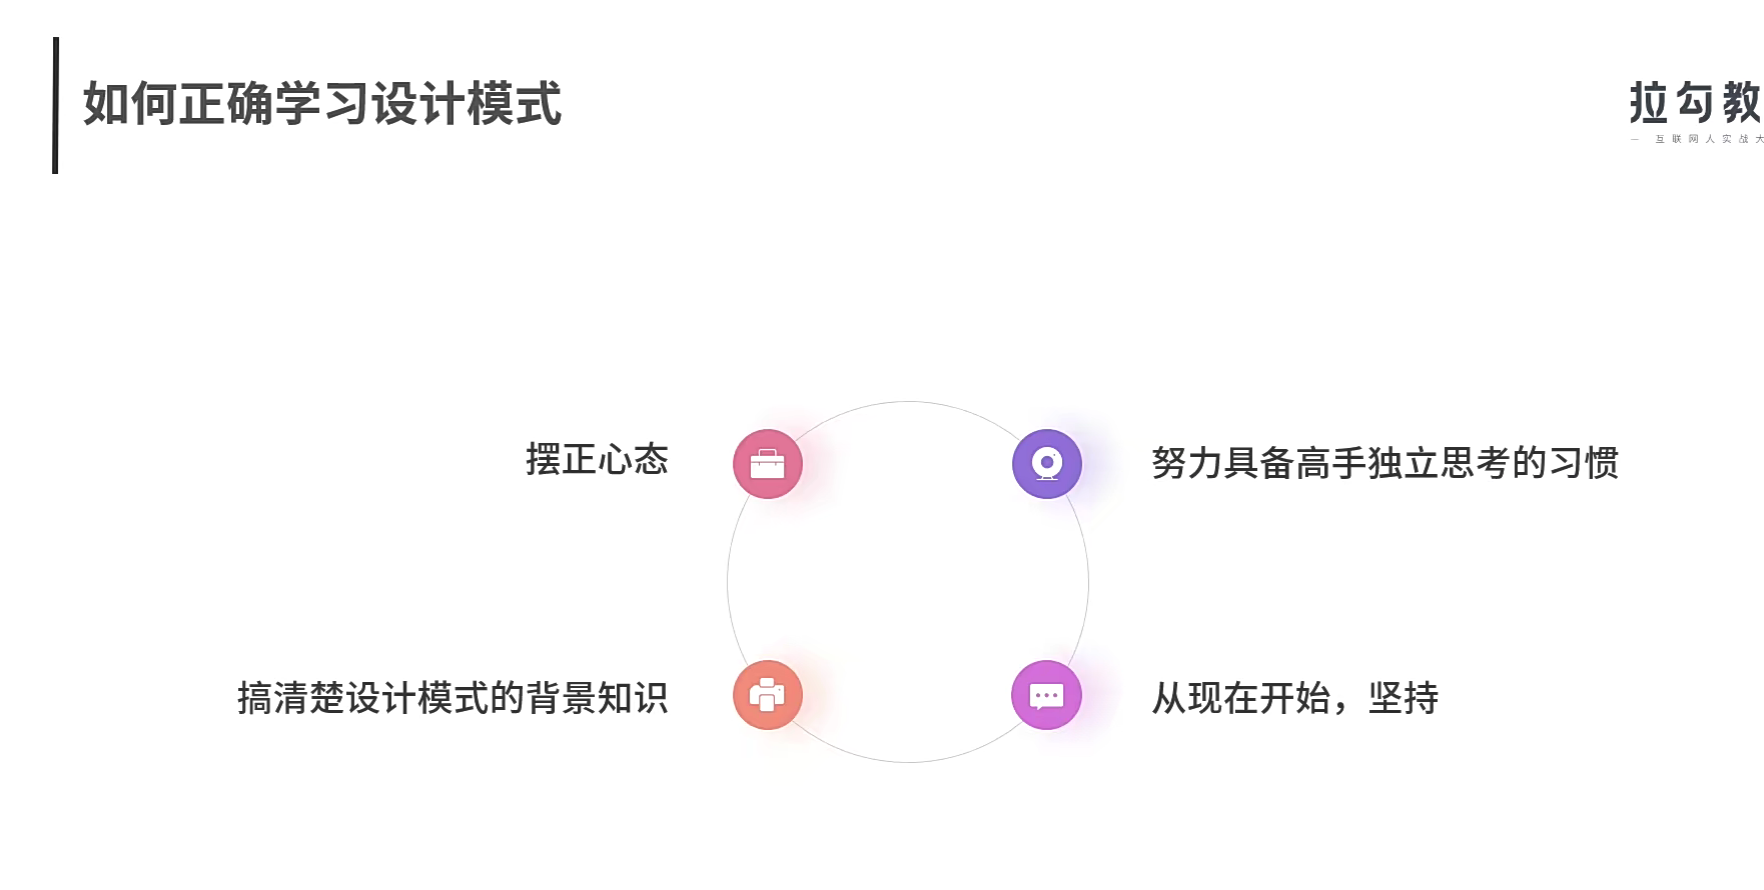 如何正确学习设计模式
拉勾教
— 互联网人实战大
摆正心态
努力具备高手独立思考的习惯
搞清楚设计模式的背景知识
从现在开始，坚持